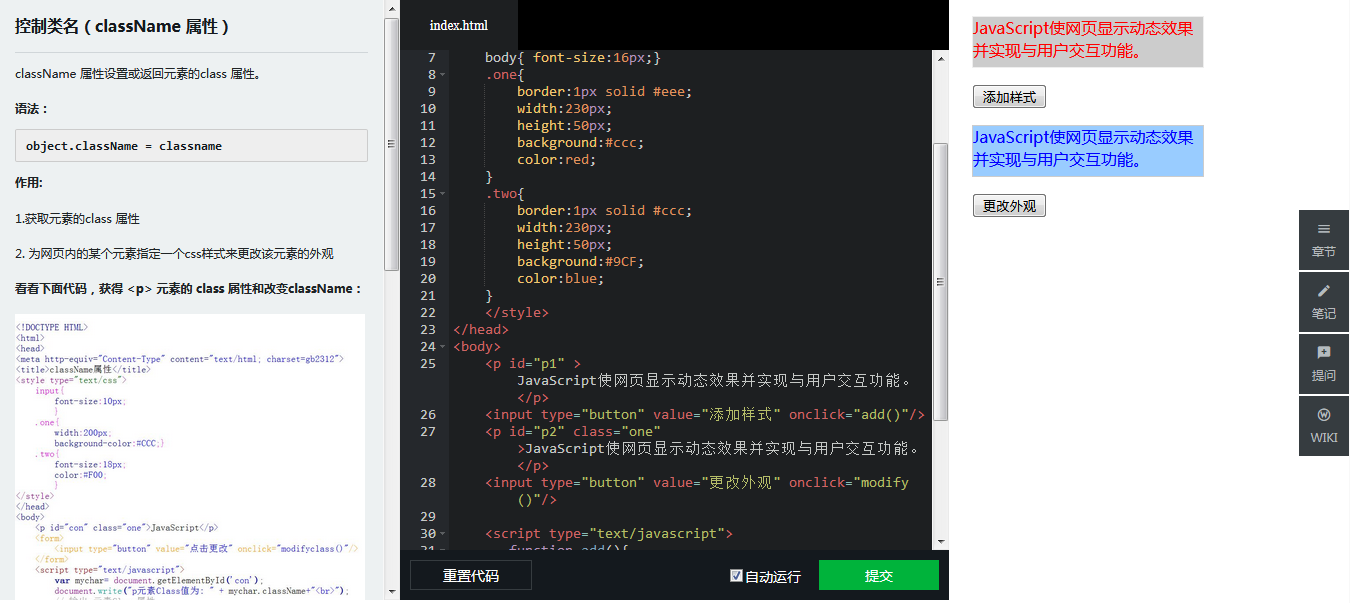 控制类名（className 属性）
className 属性设置或返回元素的class 属性。
语法：
object.className = classname
作用:
1.获取元素的class 属性
2. 为网页内的某个元素指定一个css样式来更改该元素的外观
看看下面代码，获得 <p> 元素的 class 属性和改变className：
<!DOCTYPE HTML>
<html>
<head>
<meta http-equiv="Content-Type" content="text/html; charset=gb2312">
<title>className属性</title>
<style type="text/css">
input{
font-size:10px;
}
.one{
width:200px;
background-color:#CCC;}
.two{
font-size:18px;
color:#F00;
}
</style>
</head>
<body>
<p id="con" class="one">JavaScript</p>
<form>
<input type="button" value="点击更改" onclick="modifyclass()"/>
</form>
<script type="text/javascript">
var mychar= document.getElementById('con');
document.write("p元素Class值为: " + mychar.className+"<br>");
index.html
7 body{ font-size:16px;}
8 .one{
9 border:1px solid #eee;
10 width:230px;
11 height:50px;
12 background:#ccc;
13 color:red;
14 }
15 .two{
16 border:1px solid #ccc;
17 width:230px;
18 height:50px;
19 background:#9CF;
20 color:blue;
21 }
22 </style>
23 </head>
24 <body>
25 <p id="p1" >
JavaScript使网页显示动态效果并实现与用户交互功能。
</p>
26 <input type="button" value="添加样式" onclick="add()"/>
27 <p id="p2" class="one"
>JavaScript使网页显示动态效果并实现与用户交互功能。
</p>
28 <input type="button" value="更改外观" onclick="modify
()"/>
29
30 <script type="text/javascript">
31 function add(){
重置代码
自动运行
提交
JavaScript使网页显示动态效果
并实现与用户交互功能。
添加样式
JavaScript使网页显示动态效果
并实现与用户交互功能。
更改外观
章节
笔记
提问
WIKI